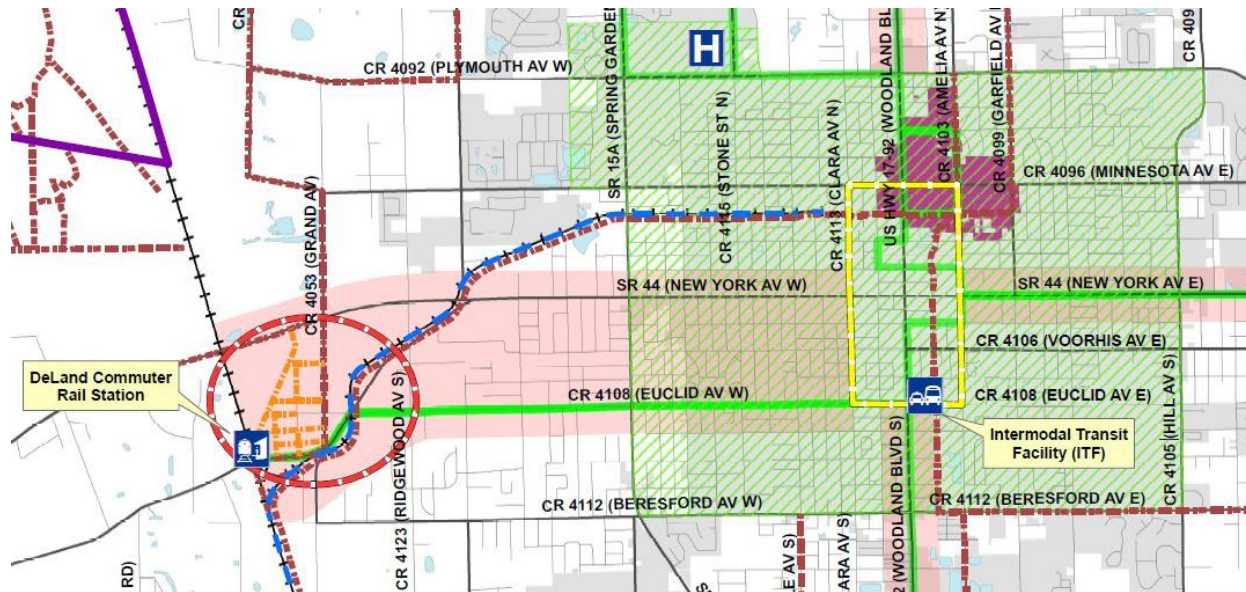 CR
SR 15A (SPRING GARDEN
H
US HWY 17-92 (WOODLAND BL
CR 4103 (AMELIA AV N)
CR 4099 (GARFIELD AV
CR 409
CR 4092 (PLYMOUTH AV W)
CR 4115 (STONE ST N)
CR 4113 (CLARA AV N)
CR 4096 (MINNESOTA AV E)
CR 4053 (GRAND AV)
SR 44 (NEW YORK AV W)
SR 44 (NEW YORK AV E)
CR 4106 (VOORHIS AV E)
DeLand Commuter
Rail Station
CR 4108 (EUCLID AV W)
CR 4108 (EUCLID AV E)
Intermodal Transit
Facility (ITF)
CR 4105 (HILL AV S)
CR 4123 (RIDGEWOOD AV S)
2 (WOODLAND BLVD S)
CR 4112 (BERESFORD AV W)
CR 4112 (BERESFORD AV E)
RD)
LE AV S)
ARA AV S)